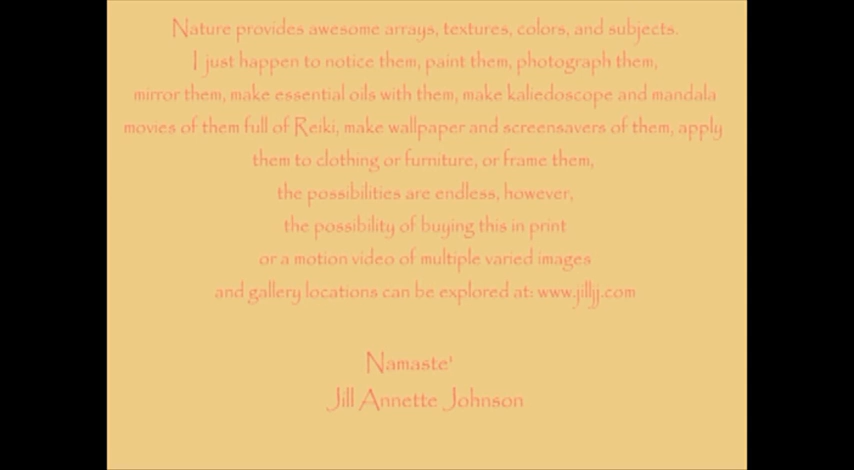 Nature provides awesome arrays, textures, colors, and subjects.
I just happen to notice them, paint them, photograph them,
mirror them, make essential oils with them, make kaliedoscope and mandala
movies of them full of Reiki, make wallpaper and screensavers of them, apply
them to clothing or furniture, or frame them,
the possibilities are endless, however,
the possibility of buying this in print
or a motion video of multiple varied images
and gallery locations can be explored at: www.jilljj.com
Namaste'
Jill Annette Johnson